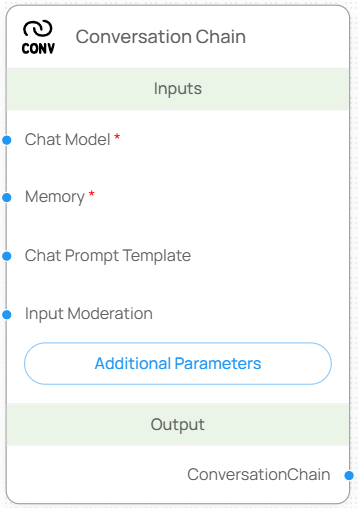 CONV
Conversation Chain
Inputs
Chat Model *
Memory *
Chat Prompt Template
Input Moderation
Additional Parameters
Output
ConversationChain